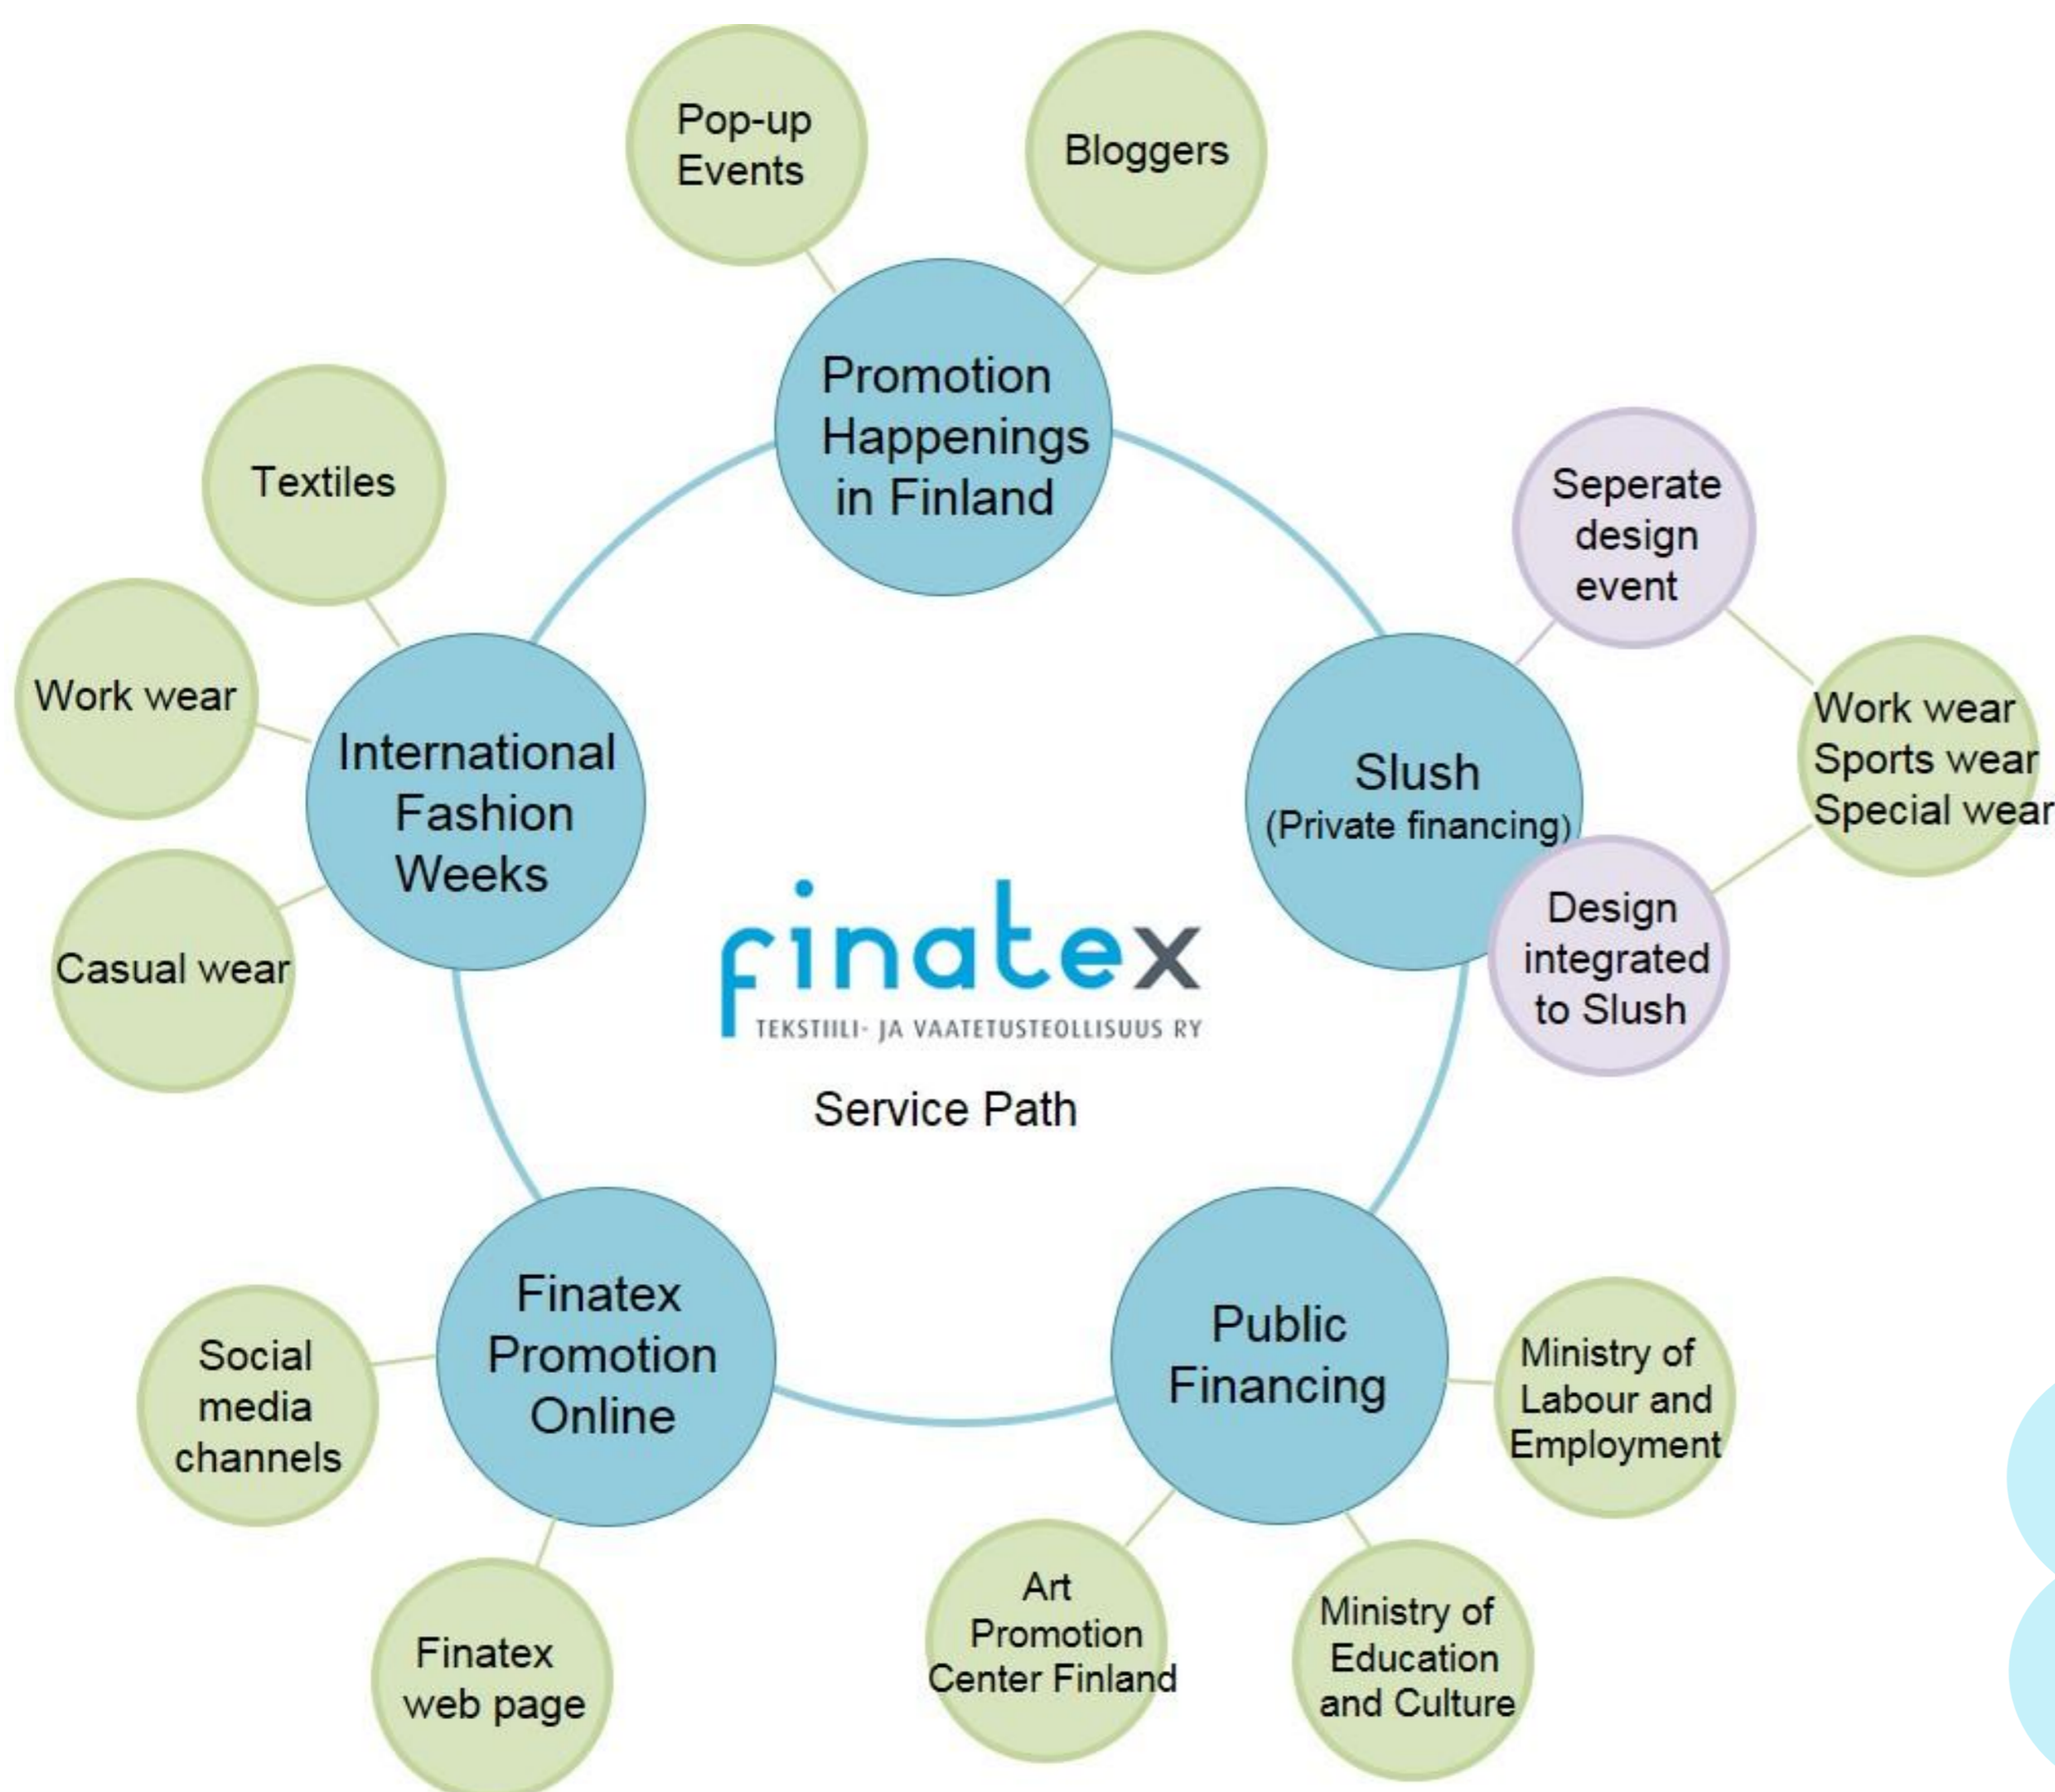 Pop-up
Events
Bloggers
Promotion
Happenings
in Finland
Textiles
Work wear
Casual wear
International
Fashion
Weeks
Seperate
design
event
Slush
(Private financing)
Work wear
Sports wear
Special wear
Design
integrated
to Slush
finatex
TEKSTIILI- JA VAATETUSTEOLLISUUS RY
Service Path
Finatex
Promotion
Online
Social
media
channels
Finatex
web page
Public
Financing
Ministry of
Labour and
Employment
Art
Promotion
Center Finland
Ministry of
Education
and Culture